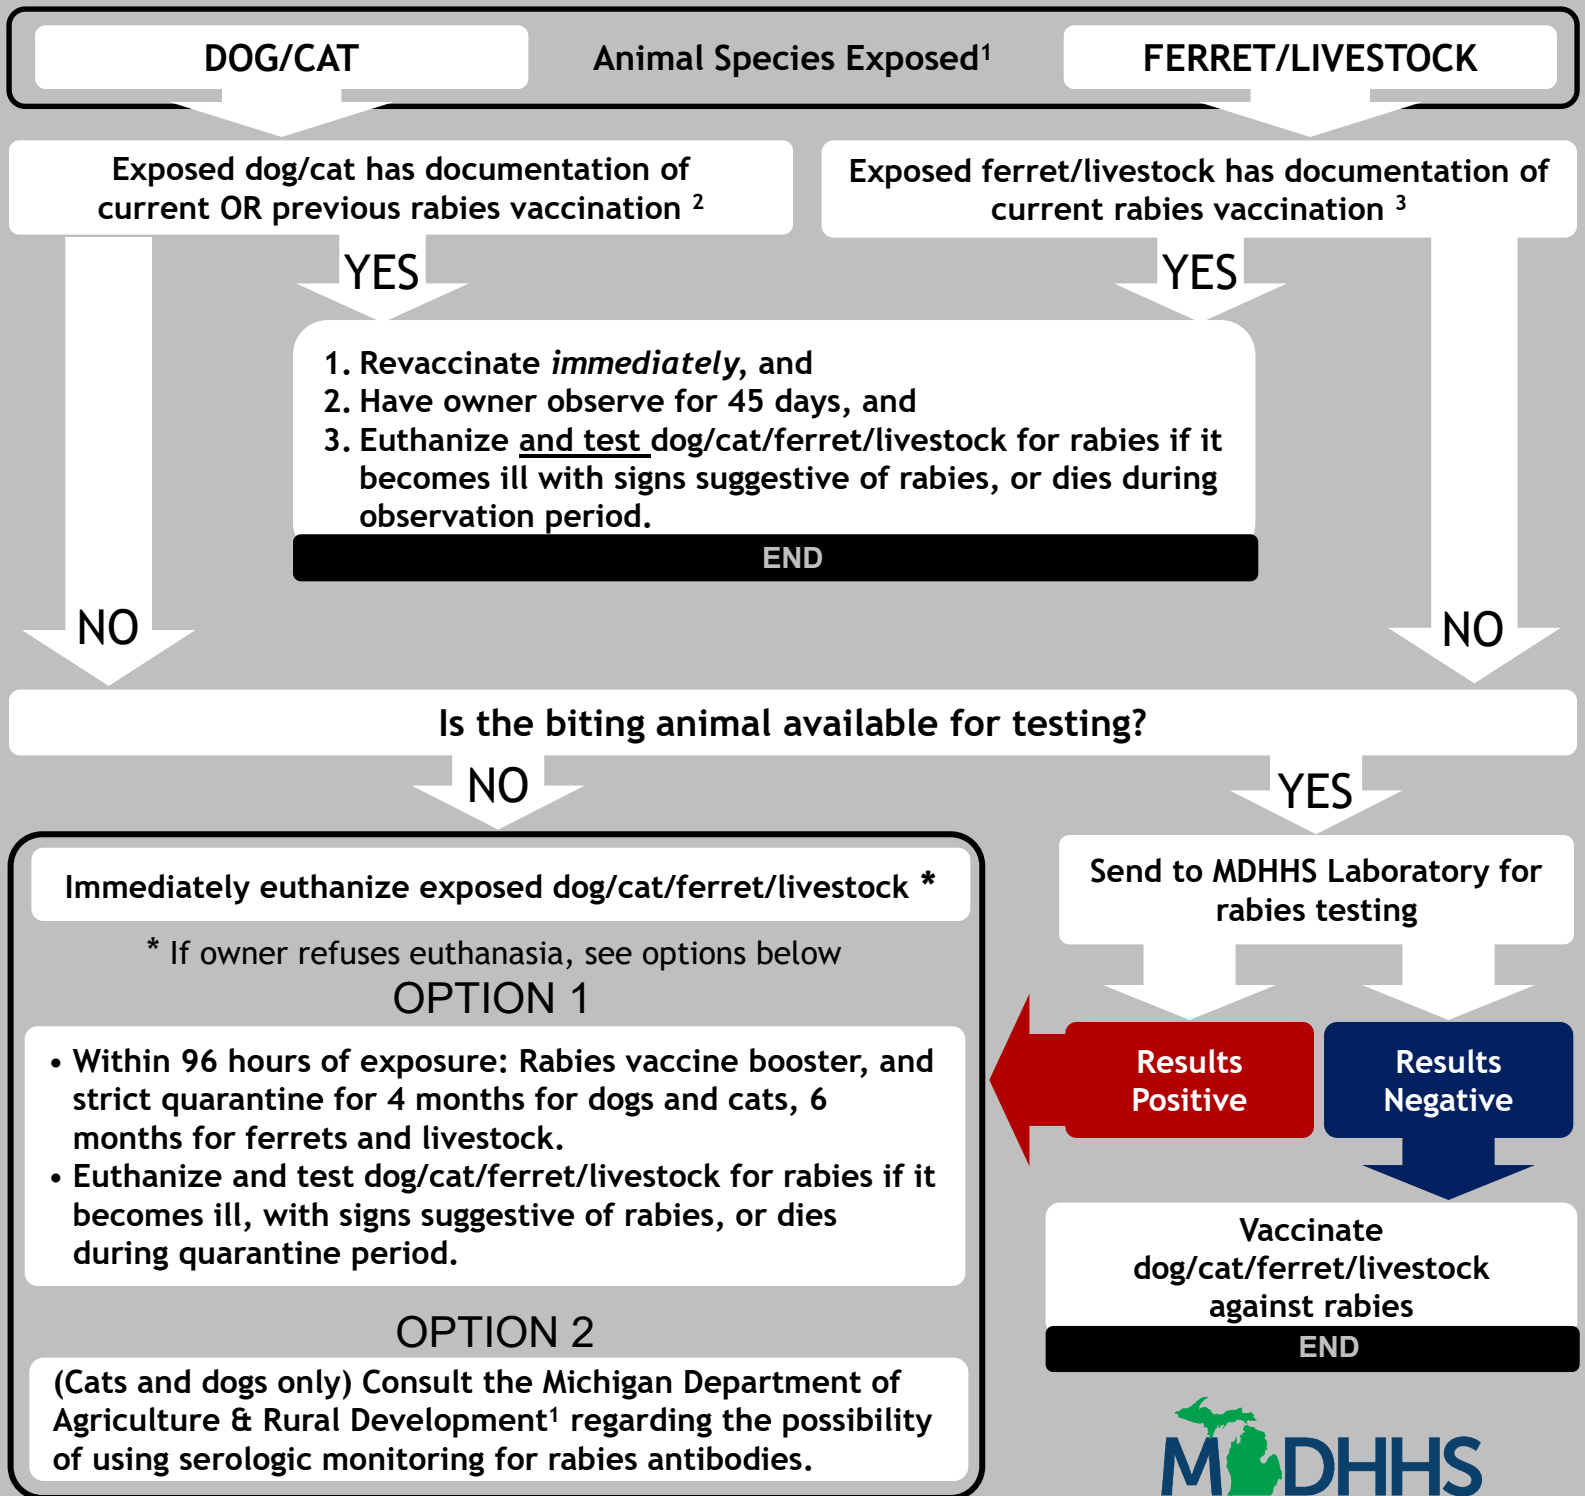 DOG/CAT
Animal Species Exposed¹
FERRET/LIVESTOCK
Exposed dog/cat has documentation of
current OR previous rabies vaccination ²
Exposed ferret/livestock has documentation of
current rabies vaccination ³
YES
YES
1. Revaccinate immediately, and
2. Have owner observe for 45 days, and
3. Euthanize and test dog/cat/ferret/livestock for rabies if it
becomes ill with signs suggestive of rabies, or dies during
observation period.
END
NO
NO
Is the biting animal available for testing?
NO
YES
Immediately euthanize exposed dog/cat/ferret/livestock *
* If owner refuses euthanasia, see options below
OPTION 1
• Within 96 hours of exposure: Rabies vaccine booster, and
strict quarantine for 4 months for dogs and cats, 6
months for ferrets and livestock.
• Euthanize and test dog/cat/ferret/livestock for rabies if it
becomes ill, with signs suggestive of rabies, or dies
during quarantine period.
OPTION 2
(Cats and dogs only) Consult the Michigan Department of
Agriculture & Rural Development¹ regarding the possibility
of using serologic monitoring for rabies antibodies.
Send to MDHHS Laboratory for
rabies testing
Results
Positive
Results
Negative
Vaccinate
dog/cat/ferret/livestock
against rabies
END
MDHHS